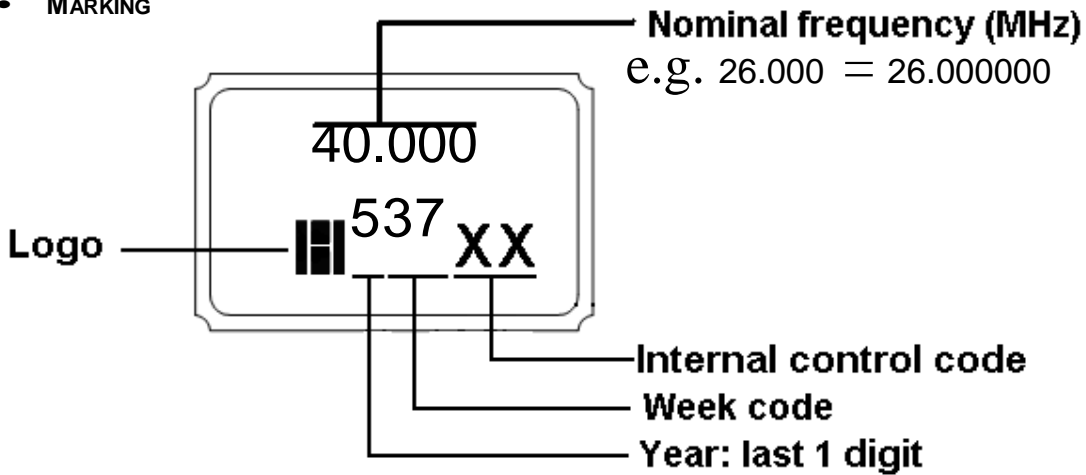 • MARKING
Nominal frequency (MHz)
e.g. 26.000 = 26.000000
40.000
537
XX
Logo
Internal control code
Week code
Year: last 1 digit